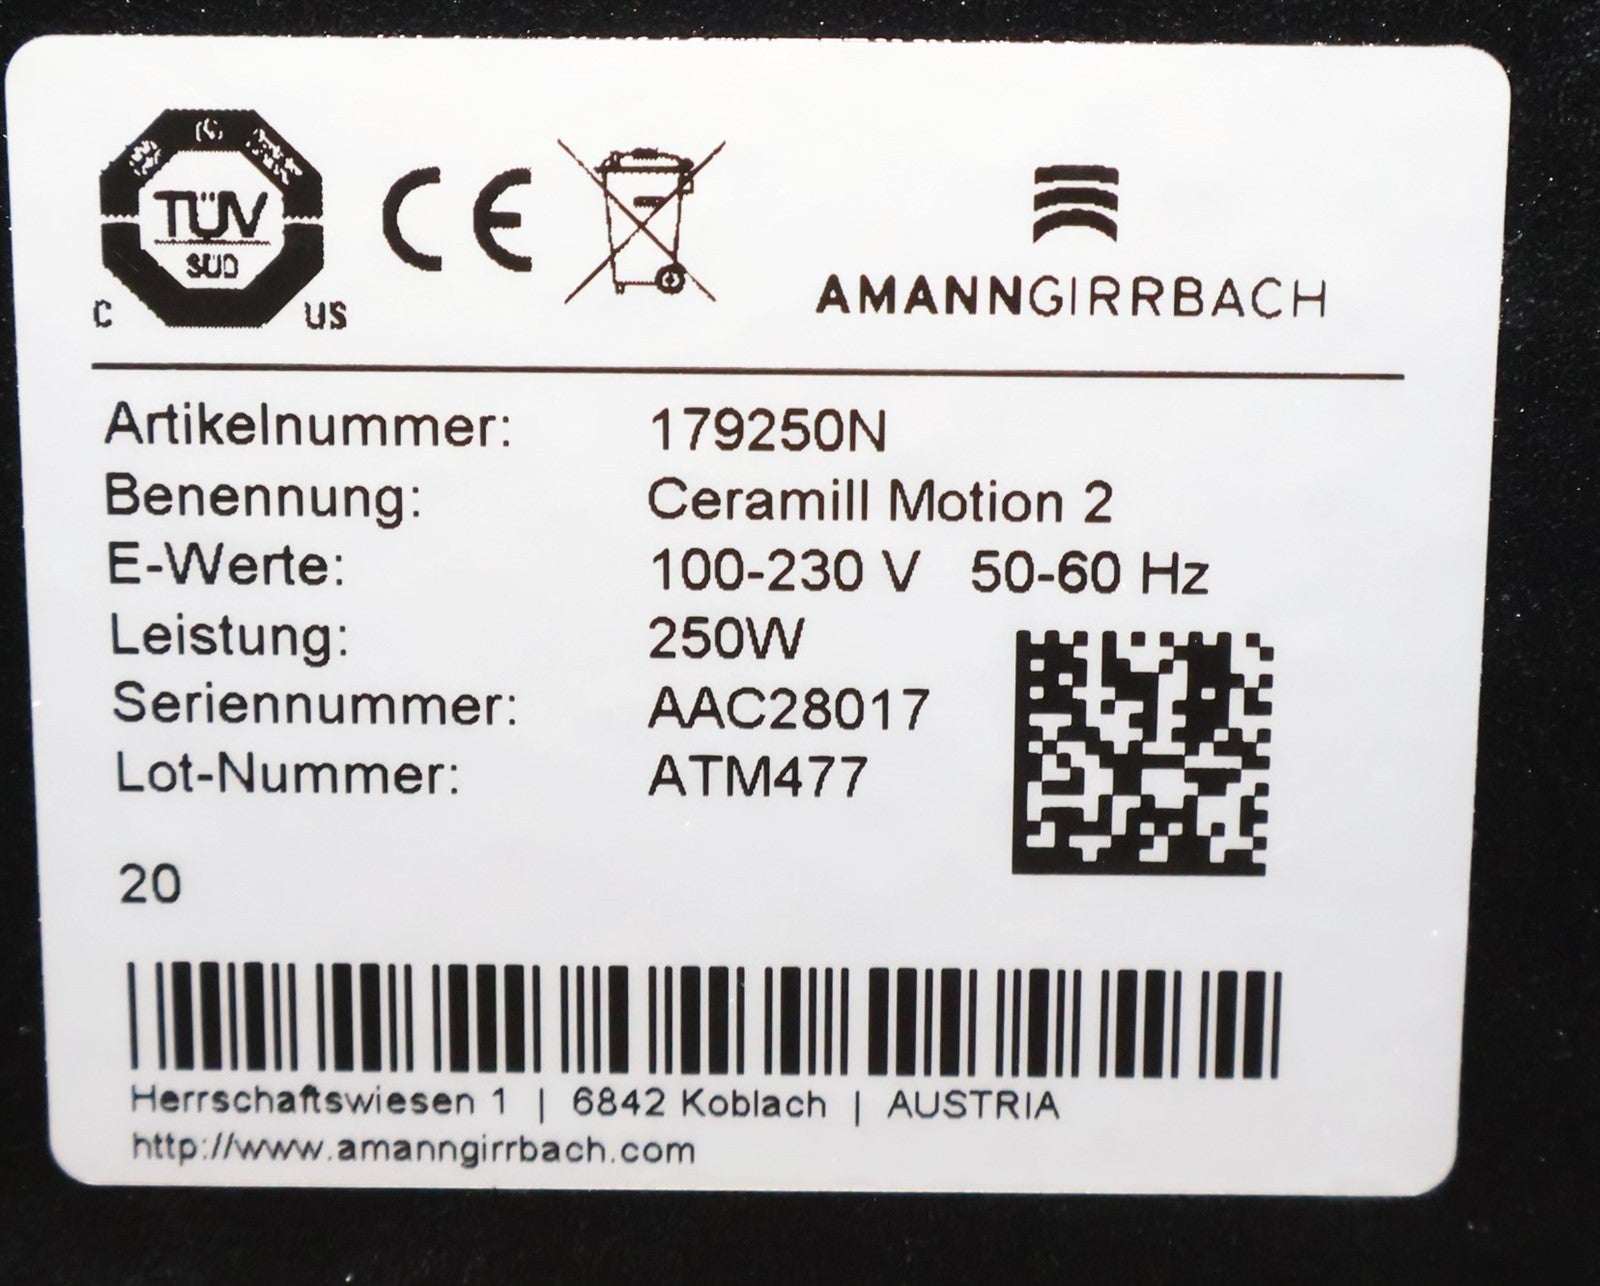 TÜV
SÜD
C US
CE
AMANNGIRRBACH
Artikelnummer: 179250N
Benennung: Ceramill Motion 2
E-Werte: 100-230 V 50-60 Hz
Leistung: 250W
Seriennummer: AAC28017
Lot-Nummer: ATM477
20
Herrschaftswiesen 1 | 6842 Koblach | AUSTRIA
http://www.amanngirrbach.com